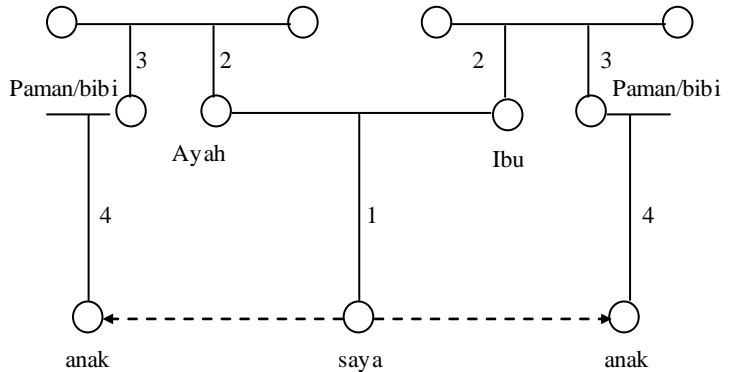 3 2 2 3
Paman/bibi Paman/bibi
Ayah Ibu
4 1 4
anak saya anak